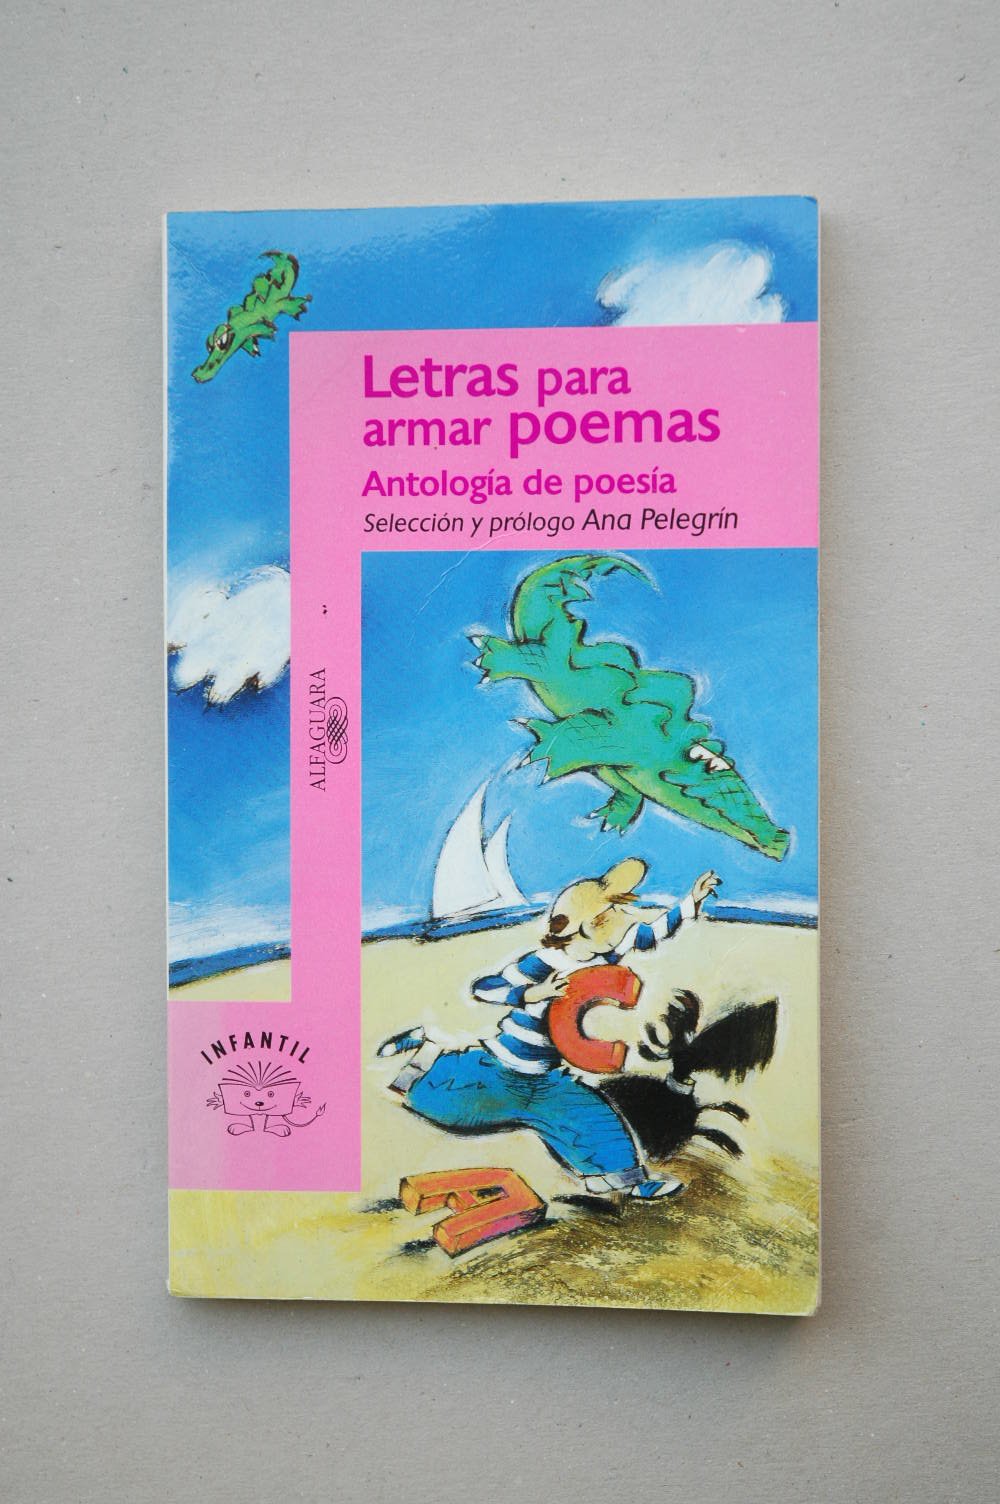 Letras para
armar poemas
Antología de poesía
Selección y prólogo Ana Pelegrín
ALFAGUARA
INFANTIL
C
A